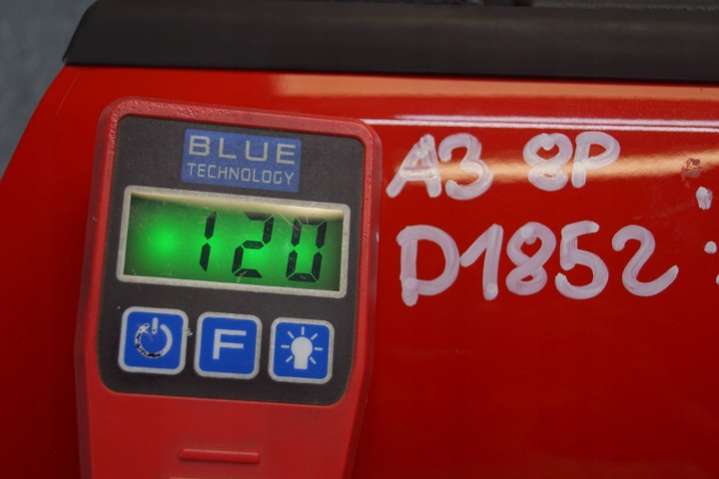 BLUE
TECHNOLOGY
120
F
A3 8P
D1852